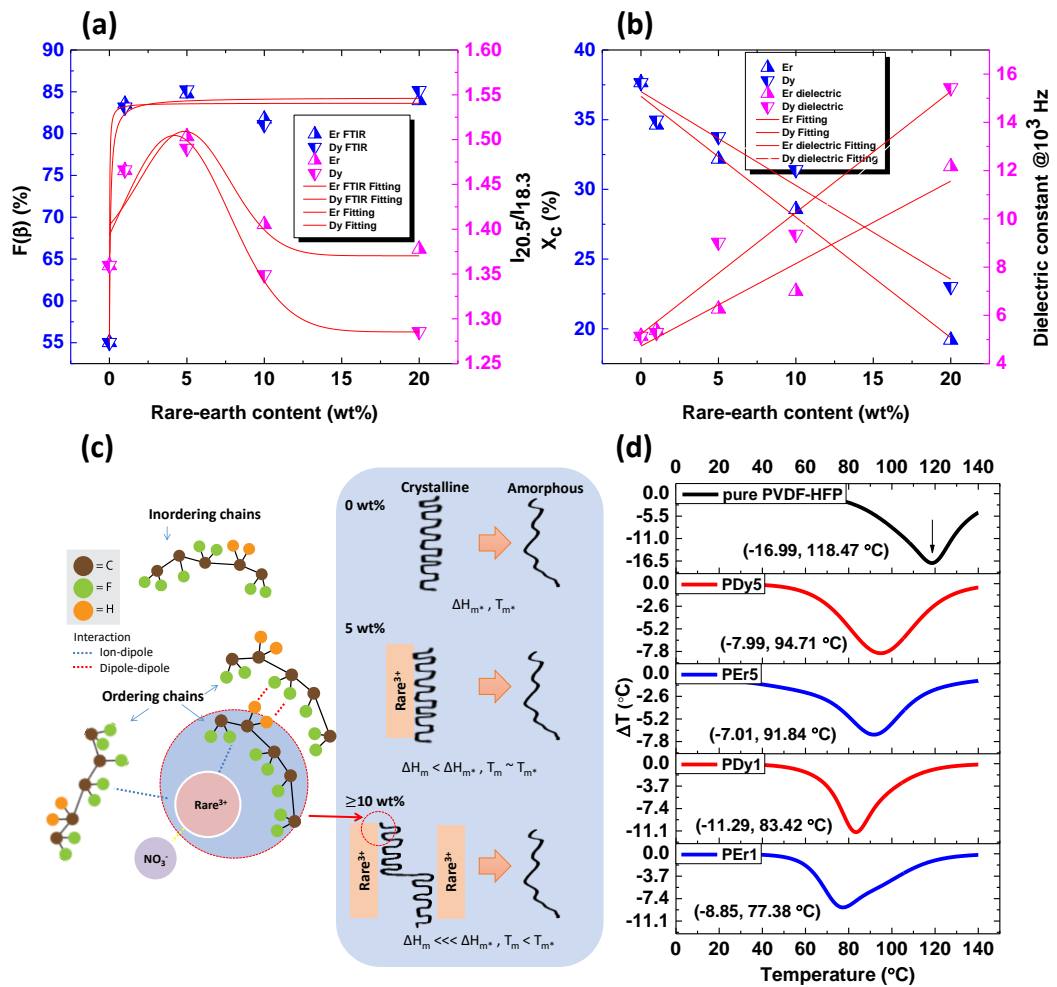 (a)
90
85
80
75
70
65
60
55
F(β) (%)
1.60
1.55
1.50
1.45
1.40
1.35
1.30
1.25
I20.5/I18.3
Er FTIR
Dy FTIR
Er
Dy
Er FTIR Fitting
Dy FTIR Fitting
Er Fitting
Dy Fitting
0 5 10 15 20
Rare-earth content (wt%)
(b)
40
35
30
25
20
XC (%)
16
14
12
10
8
6
4
Dielectric constant @10³ Hz
Er
Dy
Er dielectric
Dy dielectric
Er Fitting
Dy Fitting
Er dielectric Fitting
Dy dielectric Fitting
0 5 10 15 20
Rare-earth content (wt%)
(c)
Inordering chains
= C
= F
= H
Interaction
Ion-dipole
Dipole-dipole
Ordering chains
Rare3+
NO3-
Crystalline
Amorphous
0 wt%
ΔHm* , Tm*
5 wt%
Rare3+
ΔHm < ΔHm* , Tm ~ Tm*
≥10 wt%
Rare3+
Rare3+
ΔHm <<< ΔHm* , Tm < Tm*
(d)
0 20 40 60 80 100 120 140
0.0
-5.5
-11.0
-16.5
pure PVDF-HFP
(-16.99, 118.47 °C)
0.0
-2.6
-5.2
-7.8
PDy5
(-7.99, 94.71 °C)
0.0
-2.6
-5.2
-7.8
PEr5
(-7.01, 91.84 °C)
0.0
-3.7
-7.4
-11.1
PDy1
(-11.29, 83.42 °C)
0.0
-3.7
-7.4
-11.1
PEr1
(-8.85, 77.38 °C)
ΔT (°C)
0 20 40 60 80 100 120 140
Temperature (°C)